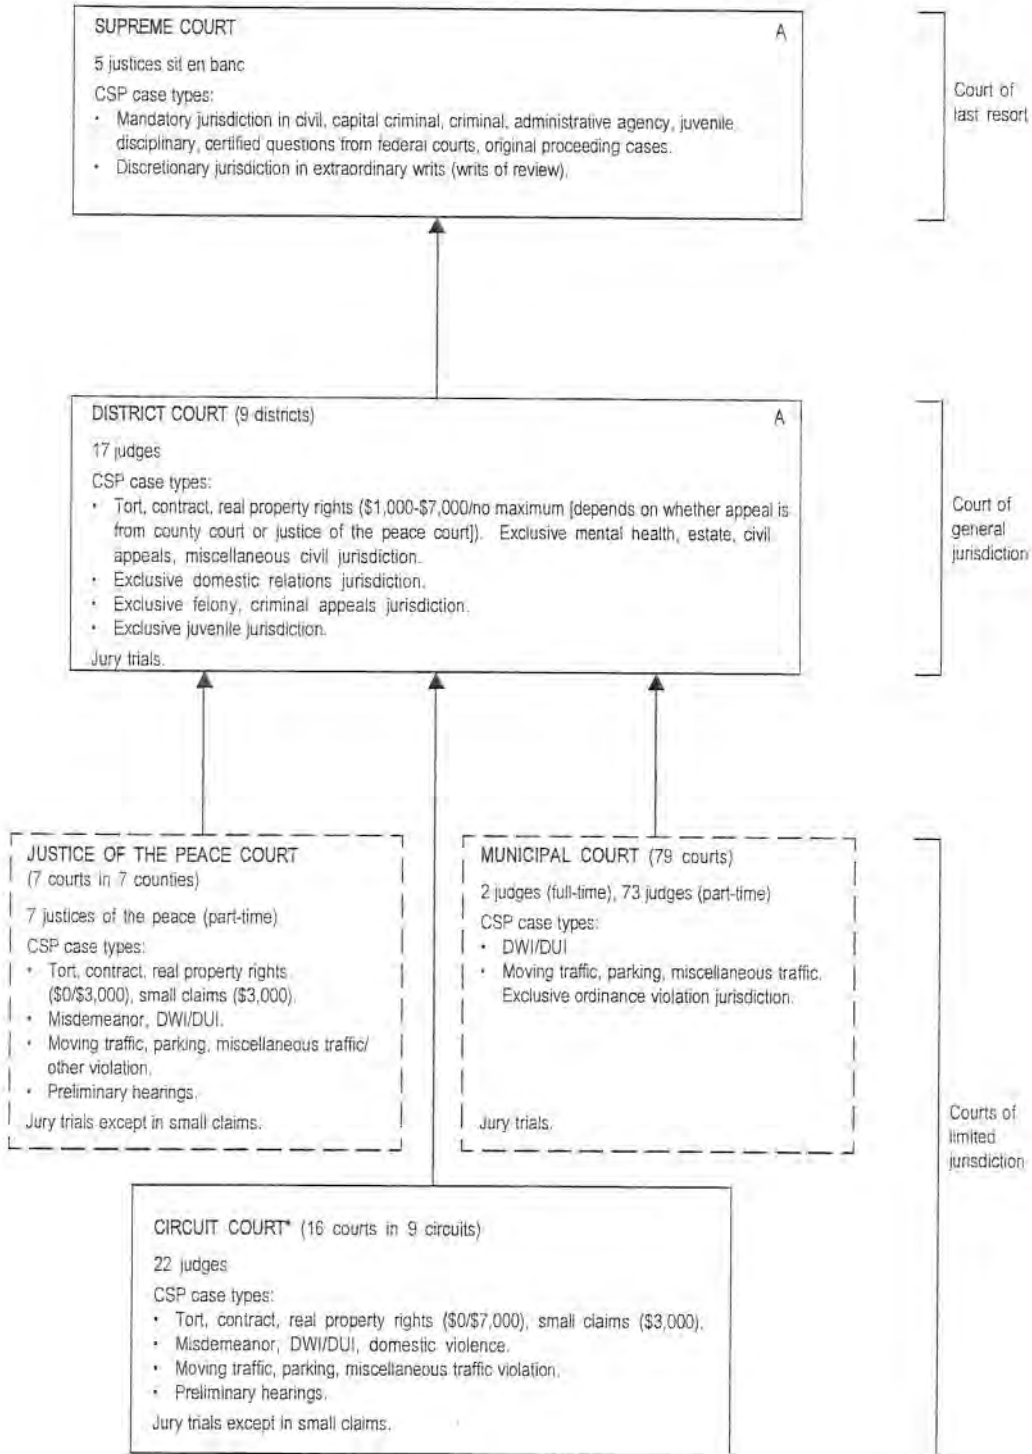 SUPREME COURT
A
5 justices sit en banc
CSP case types:
• Mandatory jurisdiction in civil, capital criminal, criminal, administrative agency, juvenile,
disciplinary, certified questions from federal courts, original proceeding cases.
• Discretionary jurisdiction in extraordinary writs (writs of review).
Court of
last resort
DISTRICT COURT (9 districts)
A
17 judges
CSP case types:
• Tort, contract, real property rights ($1,000-$7,000/no maximum [depends on whether appeal is
from county court or justice of the peace court]). Exclusive mental health, estate, civil
appeals, miscellaneous civil jurisdiction.
• Exclusive domestic relations jurisdiction.
• Exclusive felony, criminal appeals jurisdiction.
• Exclusive juvenile jurisdiction.
Jury trials.
Court of
general
jurisdiction
JUSTICE OF THE PEACE COURT
(7 courts in 7 counties)
7 justices of the peace (part-time)
CSP case types:
• Tort, contract, real property rights
($0/$3,000), small claims ($3,000).
• Misdemeanor, DWI/DUI.
• Moving traffic, parking, miscellaneous traffic/
other violation.
• Preliminary hearings.
Jury trials except in small claims.
MUNICIPAL COURT (79 courts)
2 judges (full-time), 73 judges (part-time)
CSP case types:
• DWI/DUI
• Moving traffic, parking, miscellaneous traffic.
Exclusive ordinance violation jurisdiction.
Jury trials.
Courts of
limited
jurisdiction
CIRCUIT COURT* (16 courts in 9 circuits)
22 judges
CSP case types:
• Tort, contract, real property rights ($0/$7,000), small claims ($3,000).
• Misdemeanor, DWI/DUI, domestic violence.
• Moving traffic, parking, miscellaneous traffic violation.
• Preliminary hearings.
Jury trials except in small claims.